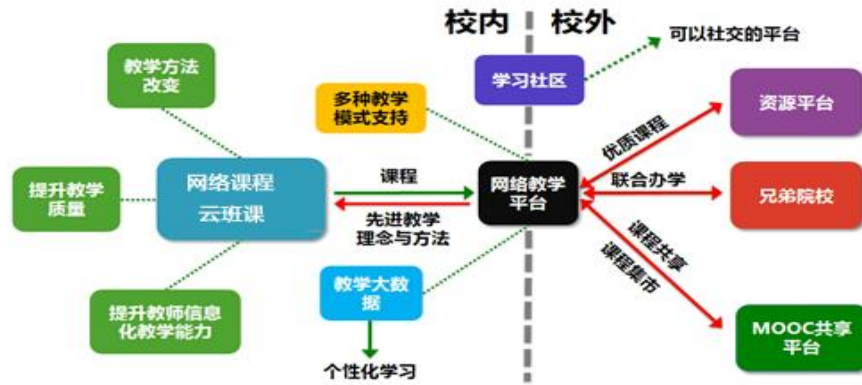 校内
校外
可以社交的平台
教学方法
改变
学习社区
多种教学
模式支持
资源平台
优质课程
网络课程
云班课
课程
网络教学
平台
联合办学
兄弟院校
提升教学
质量
先进教学
理念与方法
课程共享
课程集市
教学大数
据
提升教师信息
化教学能力
MOOC共享
平台
个性化学习